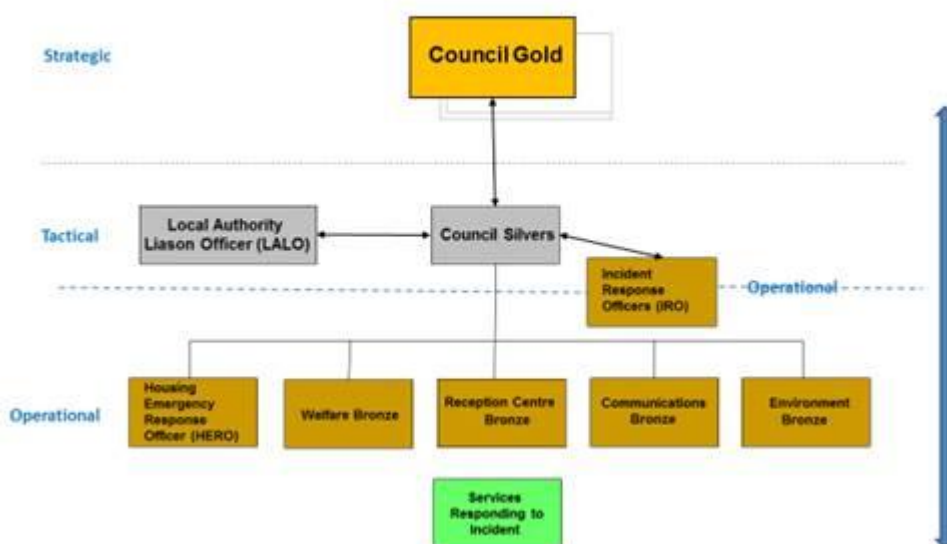 Council Gold
Strategic
Local Authority
Liason Officer (LALO)
Council Silvers
Tactical
Incident
Response
Officers (IRO)
Operational
Housing
Emergency
Response
Officer (HERO)
Welfare Bronze
Reception Centre
Bronze
Communications
Bronze
Environment
Bronze
Operational
Services
Responding to
Incident